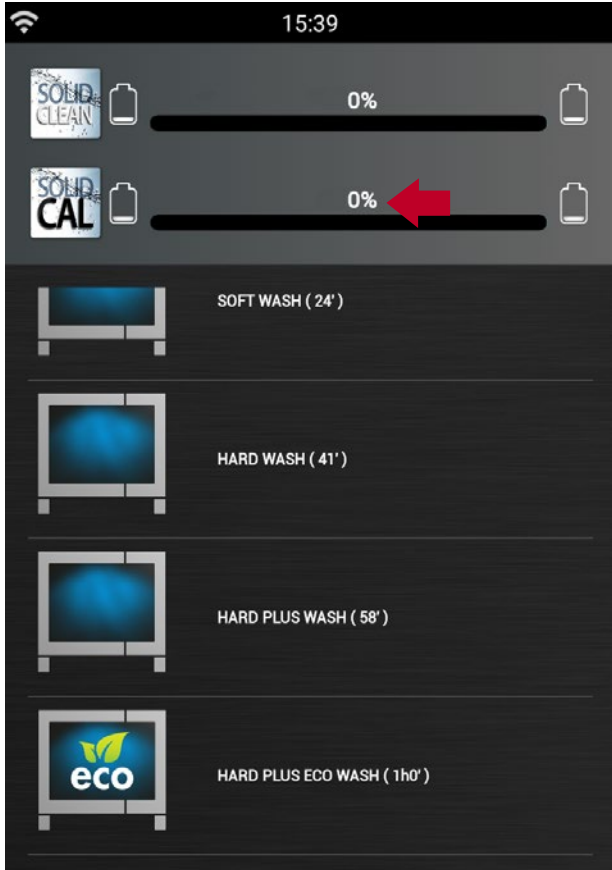 15:39
SOLID
CLEAN
0%
SOLID
CAL
0%
SOFT WASH ( 24' )
HARD WASH ( 41' )
HARD PLUS WASH ( 58' )
eco
HARD PLUS ECO WASH ( 1h0' )